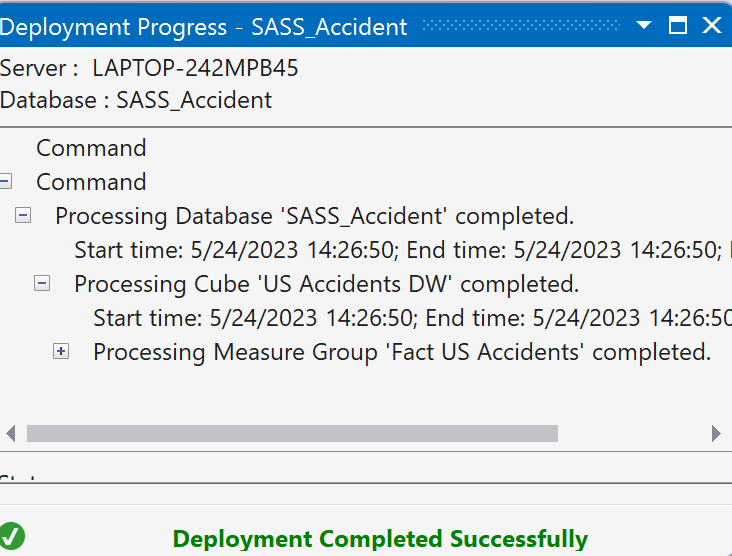 Deployment Progress - SASS_Accident
Server : LAPTOP-242MPB45
Database : SASS_Accident
Command
Command
Processing Database 'SASS_Accident' completed.
Start time: 5/24/2023 14:26:50; End time: 5/24/2023 14:26:50;
Processing Cube 'US Accidents DW' completed.
Start time: 5/24/2023 14:26:50; End time: 5/24/2023 14:26:50
Processing Measure Group 'Fact US Accidents' completed.
Deployment Completed Successfully